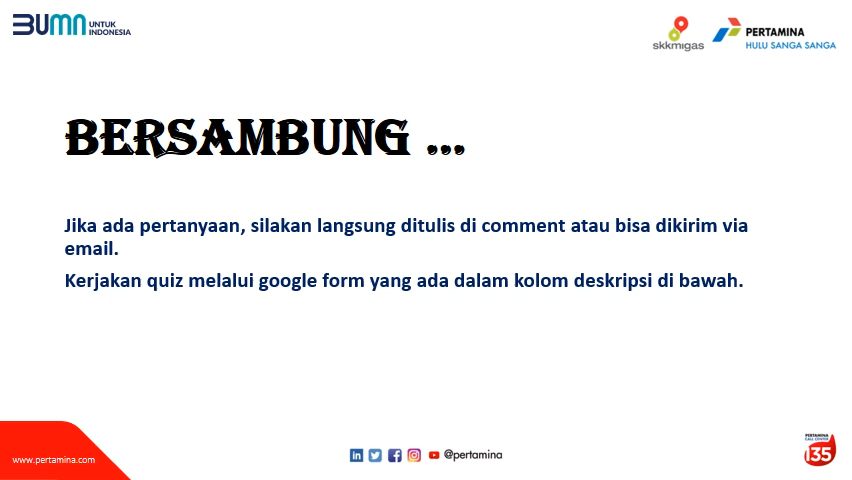 BUMN UNTUK
INDONESIA
skkmigas
PERTAMINA
HULU SANGA SANGA
BERSAMBUNG ...
Jika ada pertanyaan, silakan langsung ditulis di comment atau bisa dikirim via
email.
Kerjakan quiz melalui google form yang ada dalam kolom deskripsi di bawah.
www.pertamina.com
@pertamina
PERTAMINA
CALL CENTER
135